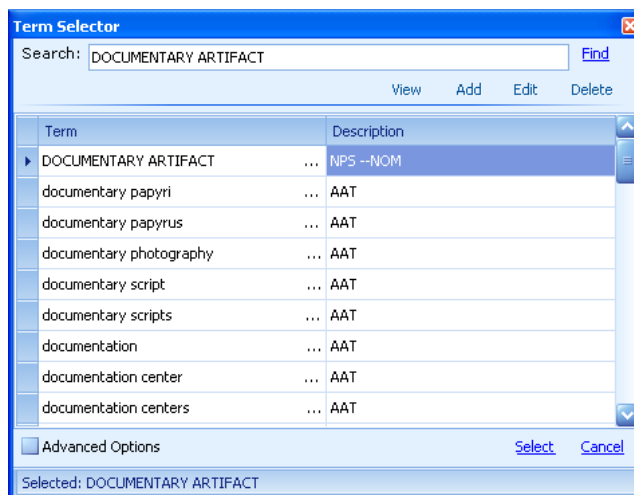 Term Selector
Search: DOCUMENTARY ARTIFACT Find
View Add Edit Delete
Term Description
DOCUMENTARY ARTIFACT ... NPS --NOM
documentary papyri ... AAT
documentary papyrus ... AAT
documentary photography ... AAT
documentary script ... AAT
documentary scripts ... AAT
documentation ... AAT
documentation center ... AAT
documentation centers ... AAT
Advanced Options Select Cancel
Selected: DOCUMENTARY ARTIFACT